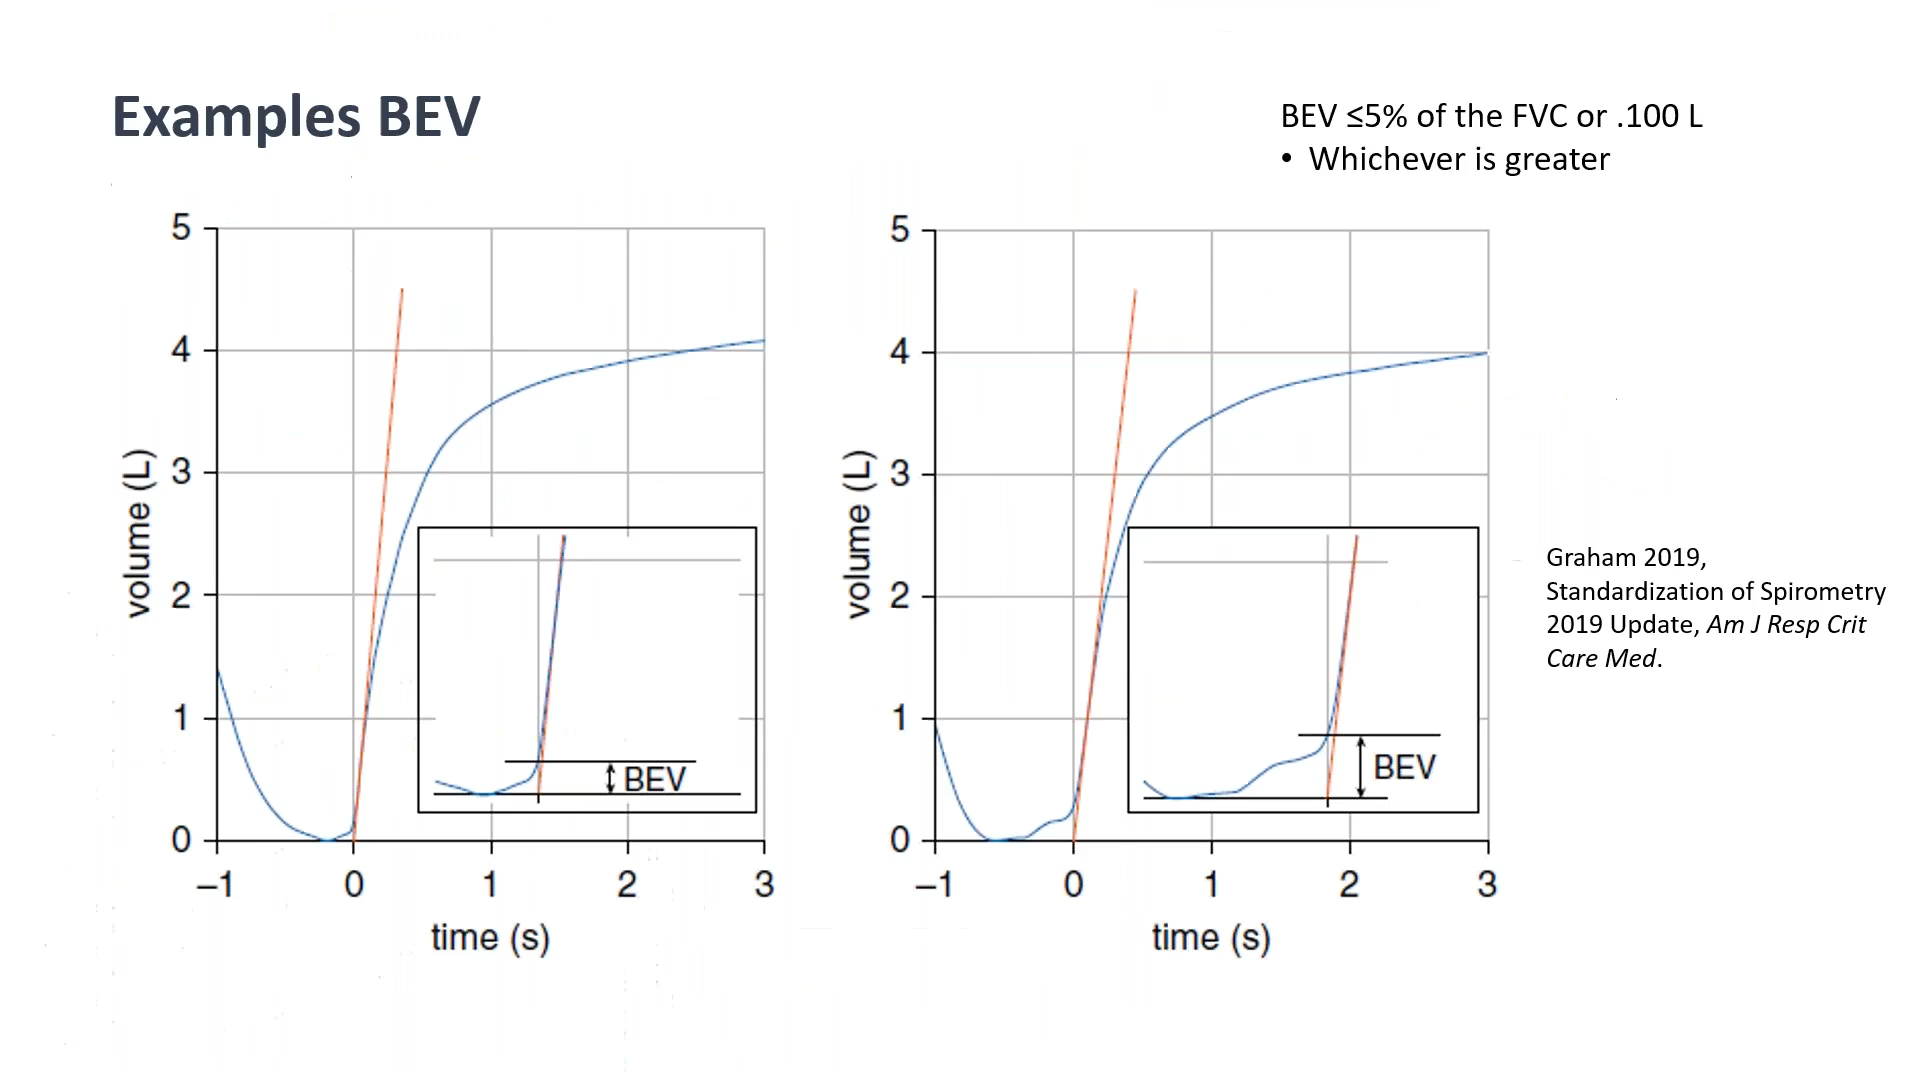 Examples BEV
BEV ≤5% of the FVC or .100 L
• Whichever is greater
5
4
3
2
1
0
volume (L)
–1
0
1
2
3
time (s)
BEV
5
4
3
2
1
0
volume (L)
–1
0
1
2
3
time (s)
BEV
Graham 2019,
Standardization of Spirometry
2019 Update, Am J Resp Crit
Care Med.